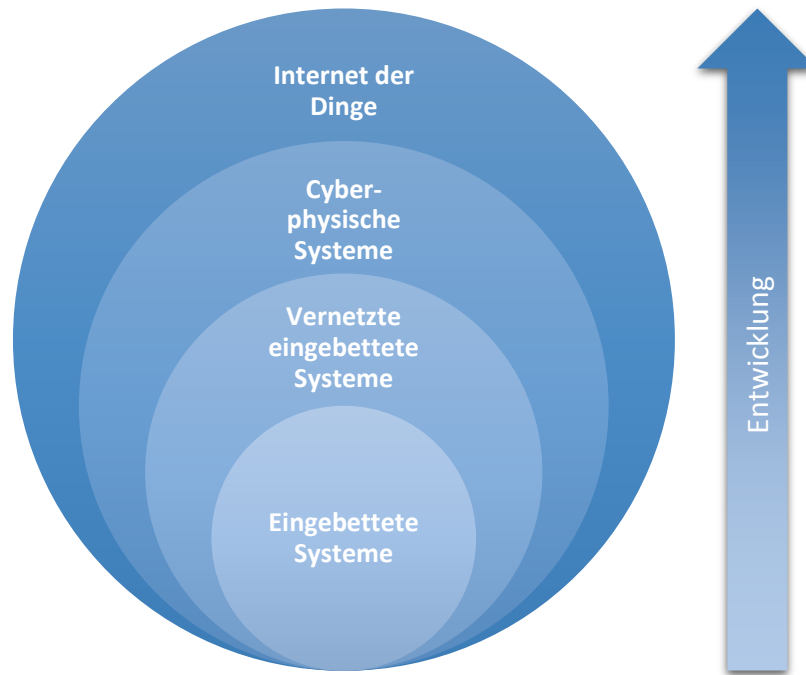 Internet der
Dinge
Cyber-
physische
Systeme
Vernetzte
eingebettete
Systeme
Eingebettete
Systeme
Entwicklung